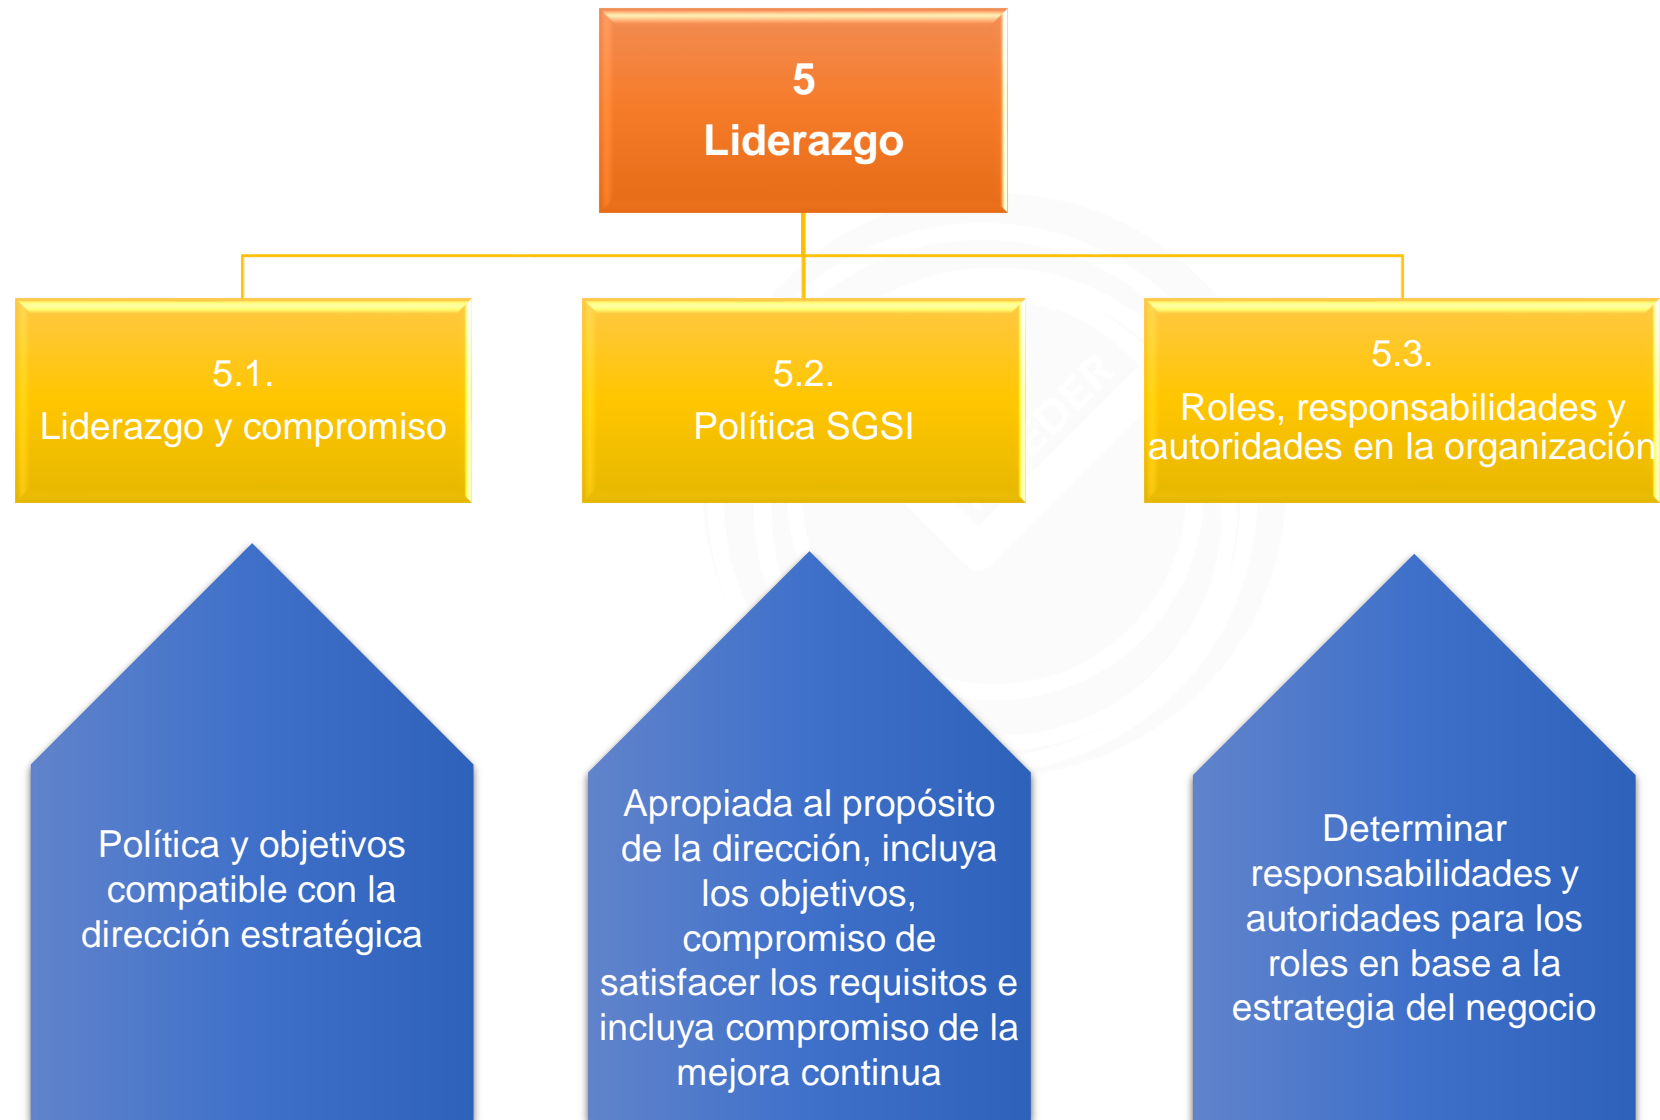 5
Liderazgo
5.1.
Liderazgo y compromiso
5.2.
Política SGSI
5.3.
Roles, responsabilidades y
autoridades en la organización
Política y objetivos
compatible con la
dirección estratégica
Apropiada al propósito
de la dirección, incluya
los objetivos,
compromiso de
satisfacer los requisitos e
incluya compromiso de la
mejora continua
Determinar
responsabilidades y
autoridades para los
roles en base a la
estrategia del negocio